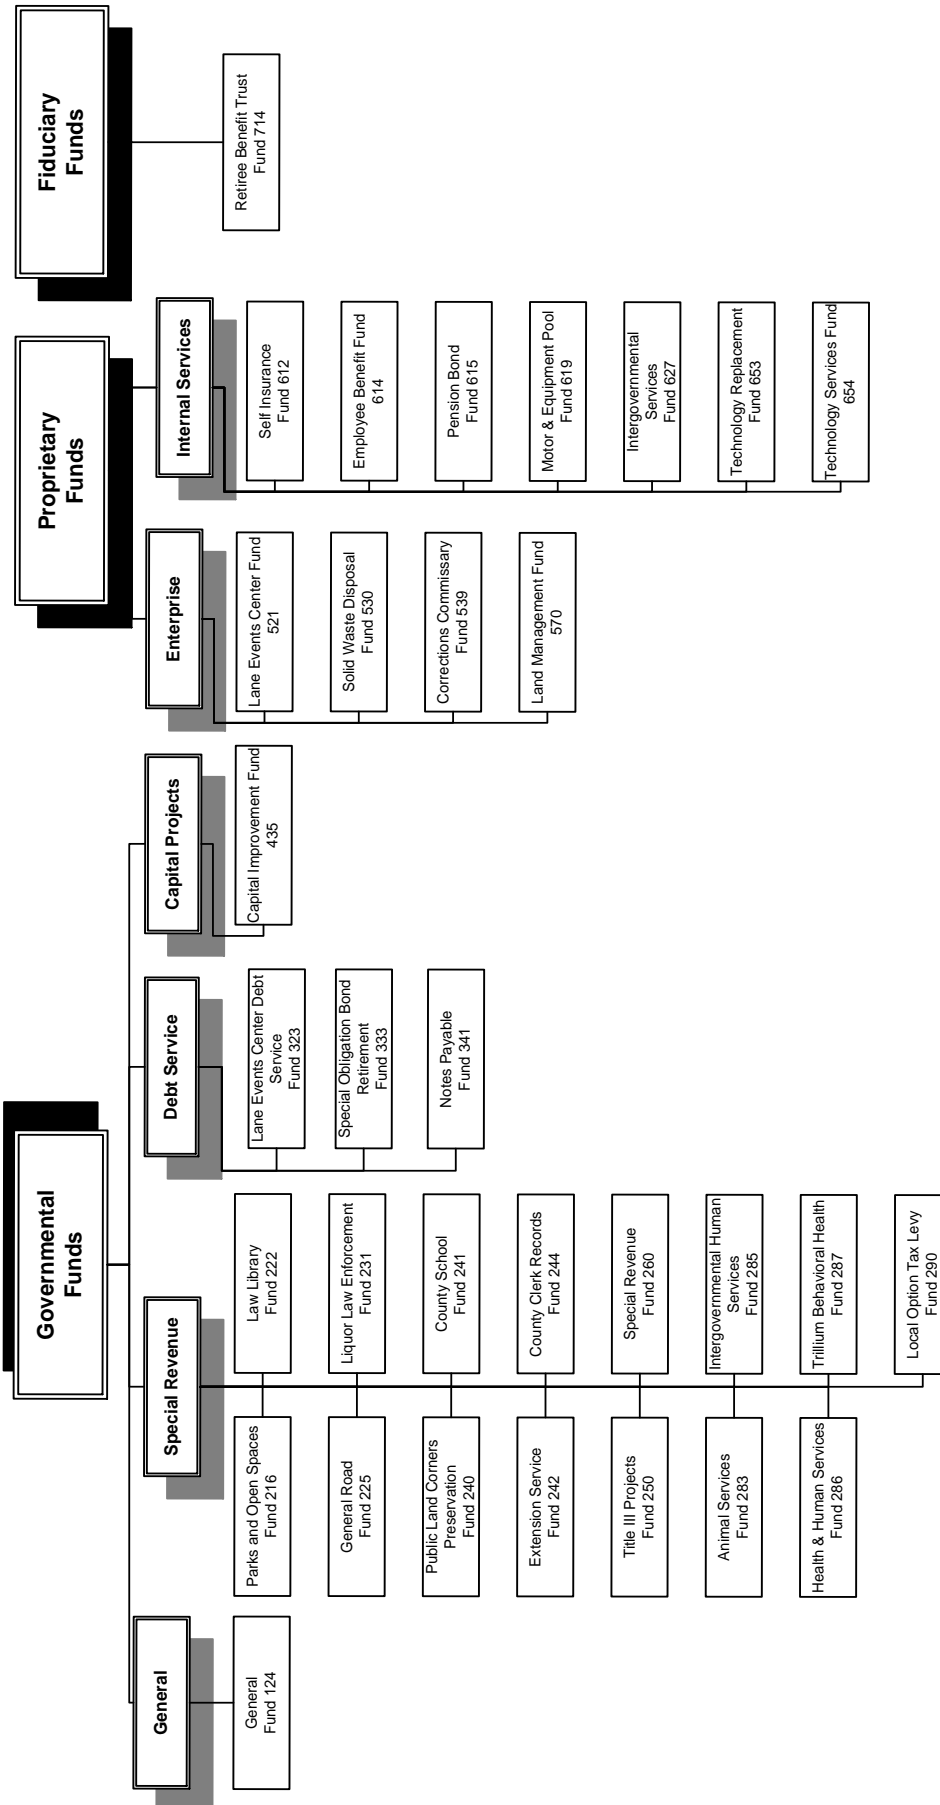 Governmental
Funds
General
General
Fund 124
Special Revenue
Parks and Open Spaces
Fund 216
Law Library
Fund 222
General Road
Fund 225
Liquor Law Enforcement
Fund 231
Public Land Corners
Preservation
Fund 240
County School
Fund 241
Extension Service
Fund 242
County Clerk Records
Fund 244
Title III Projects
Fund 250
Special Revenue
Fund 260
Animal Services
Fund 283
Intergovernmental Human
Services
Fund 285
Health & Human Services
Fund 286
Trillium Behavioral Health
Fund 287
Local Option Tax Levy
Fund 290
Debt Service
Lane Events Center Debt
Service
Fund 323
Special Obligation Bond
Retirement
Fund 333
Notes Payable
Fund 341
Capital Projects
Capital Improvement Fund
435
Proprietary
Funds
Enterprise
Lane Events Center Fund
521
Solid Waste Disposal
Fund 530
Corrections Commissary
Fund 539
Land Management Fund
570
Internal Services
Self Insurance
Fund 612
Employee Benefit Fund
614
Pension Bond
Fund 615
Motor & Equipment Pool
Fund 619
Intergovernmental
Services
Fund 627
Technology Replacement
Fund 653
Technology Services Fund
654
Fiduciary
Funds
Retiree Benefit Trust
Fund 714